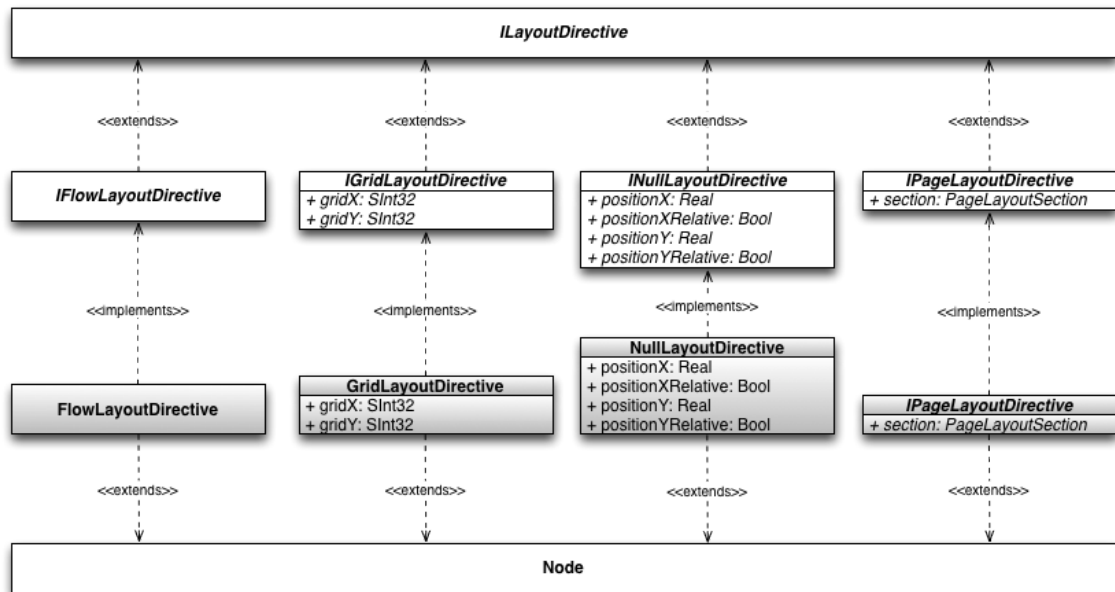 ILayoutDirective
<<extends>>
<<extends>>
<<extends>>
<<extends>>
IFlowLayoutDirective
IGridLayoutDirective
+ gridX: SInt32
+ gridY: SInt32
INullLayoutDirective
+ positionX: Real
+ positionXRelative: Bool
+ positionY: Real
+ positionYRelative: Bool
IPageLayoutDirective
+ section: PageLayoutSection
<<implements>>
<<implements>>
<<implements>>
<<implements>>
FlowLayoutDirective
GridLayoutDirective
+ gridX: SInt32
+ gridY: SInt32
NullLayoutDirective
+ positionX: Real
+ positionXRelative: Bool
+ positionY: Real
+ positionYRelative: Bool
IPageLayoutDirective
+ section: PageLayoutSection
<<extends>>
<<extends>>
<<extends>>
<<extends>>
Node